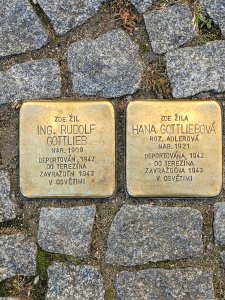 ZDE ŽIL
ING. RUDOLF
GOTTLIEB
NAR. 1909
DEPORTOVÁN 1942
DO TEREZÍNA
ZAVRAŽDĚN 1943
V OSVĚTIMI
ZDE ŽILA
HANA GOTTLIEBOVÁ
ROZ. ADLEROVÁ
NAR. 1921
DEPORTOVÁNA 1942
DO TEREZÍNA
ZAVRAŽDĚNA 1943
V OSVĚTIMI